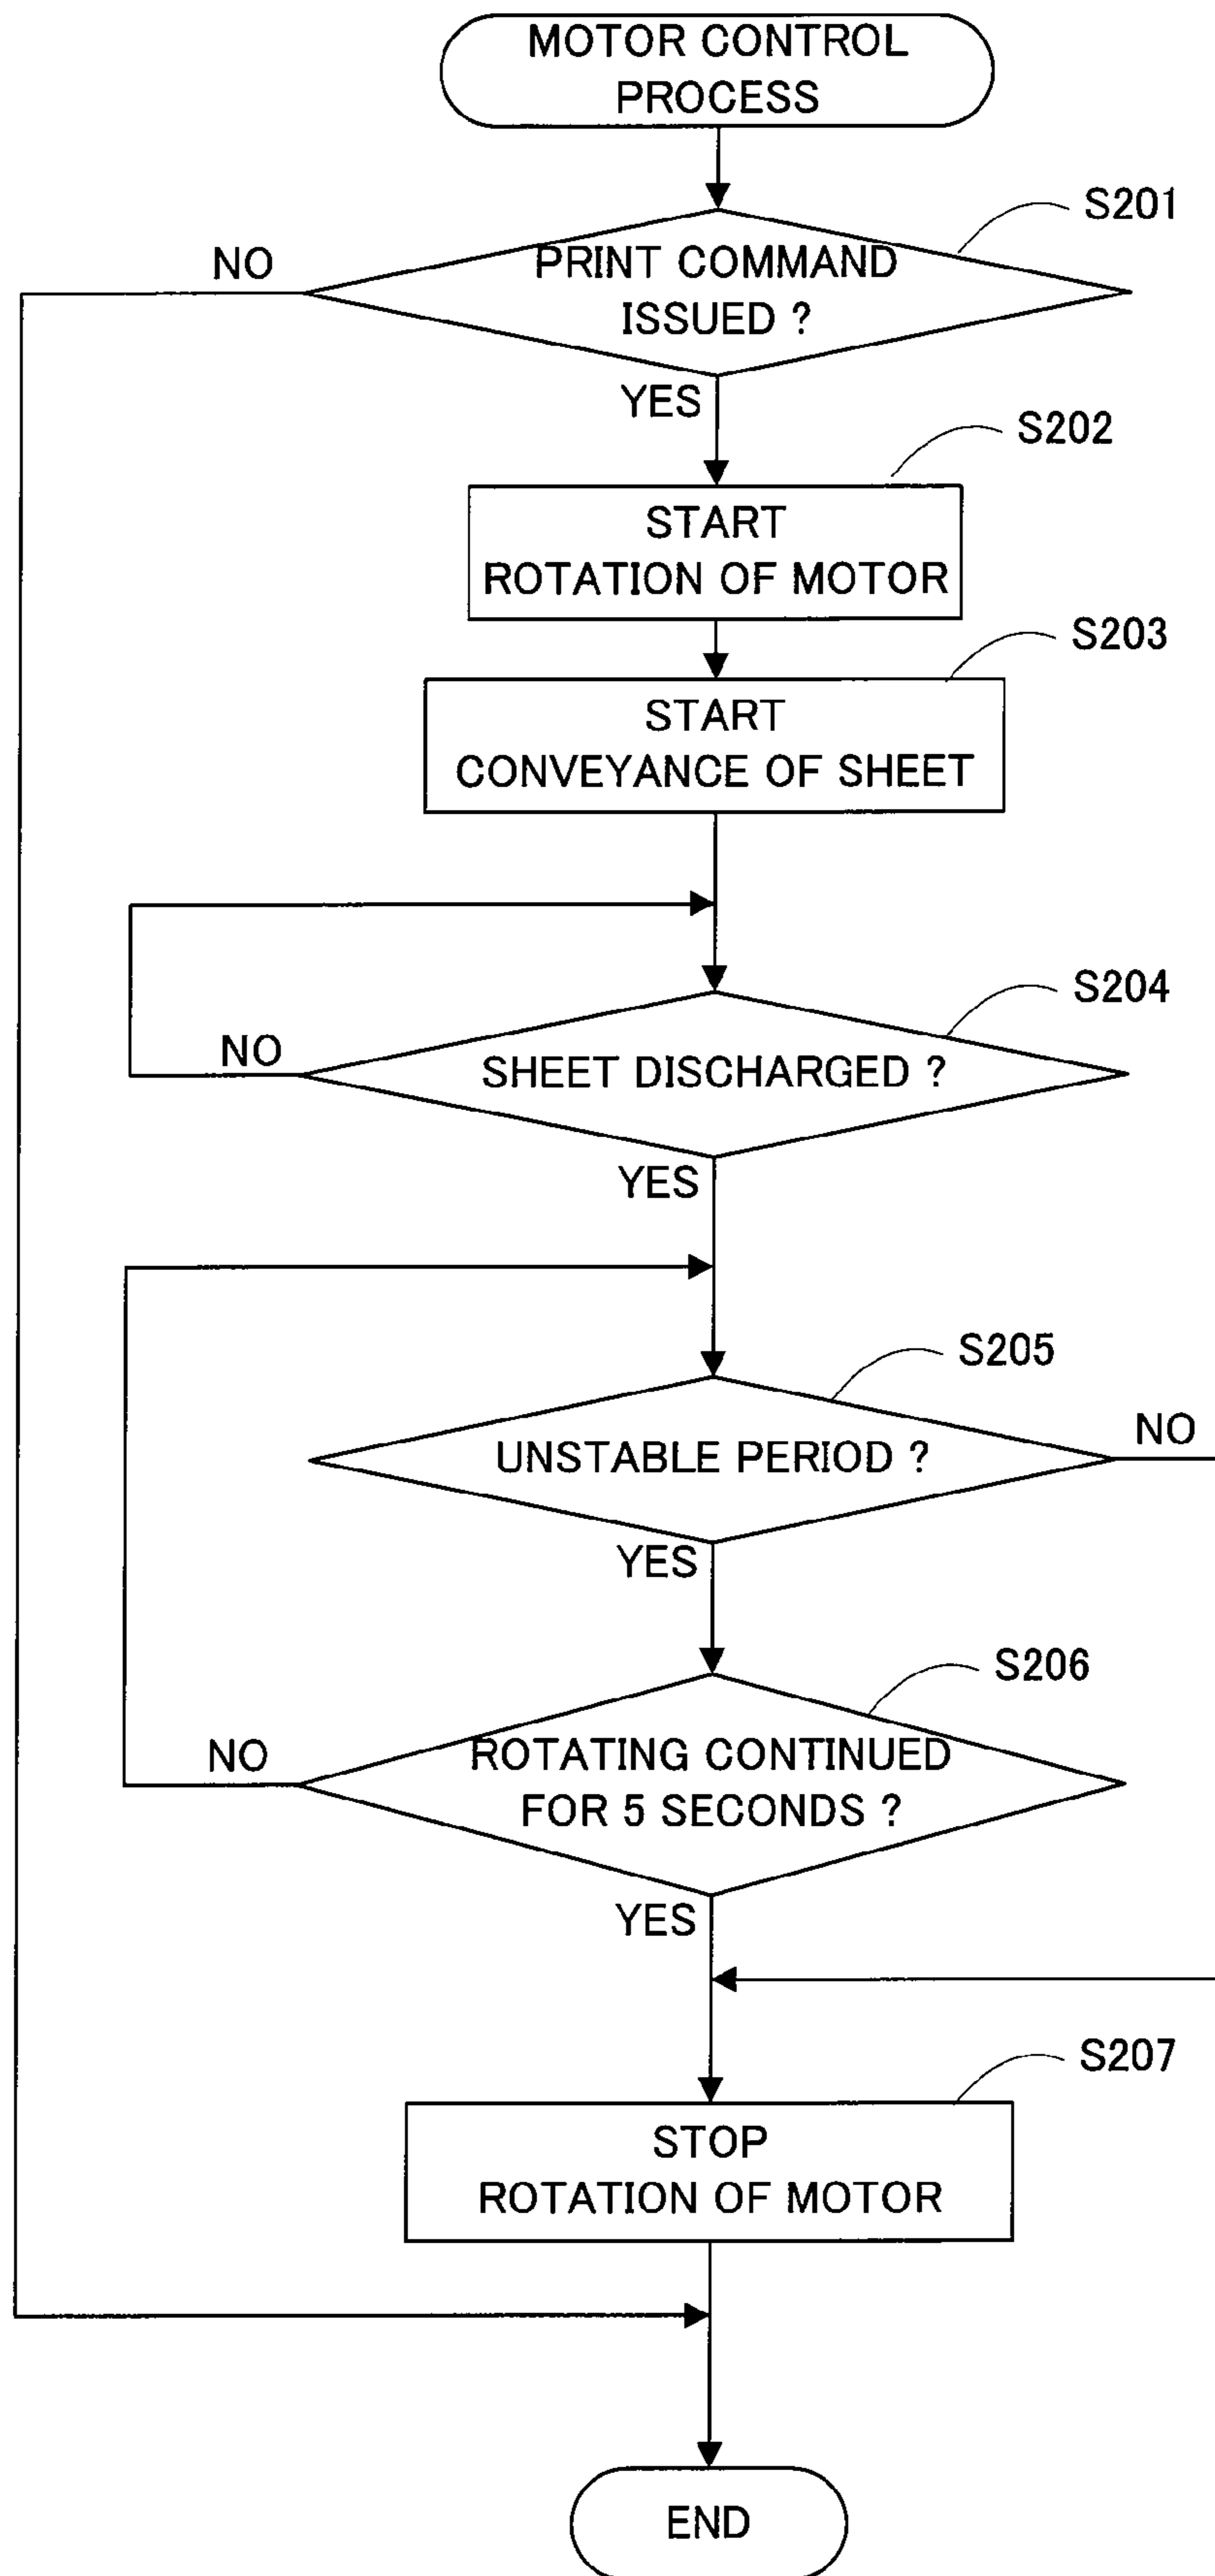 MOTOR CONTROL
PROCESS
S201
NO
PRINT COMMAND
ISSUED ?
YES
S202
START
ROTATION OF MOTOR
S203
START
CONVEYANCE OF SHEET
S204
NO
SHEET DISCHARGED ?
YES
S205
NO
UNSTABLE PERIOD ?
YES
S206
NO
ROTATING CONTINUED
FOR 5 SECONDS ?
YES
S207
STOP
ROTATION OF MOTOR
END